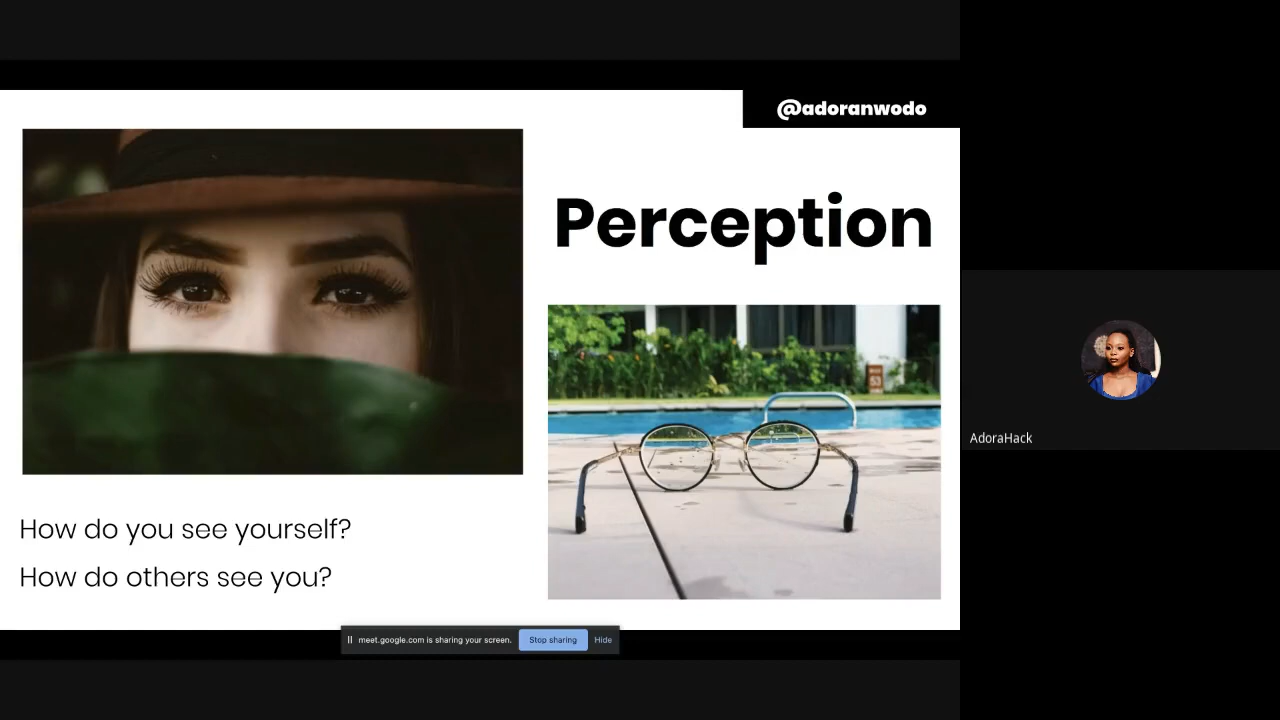 @adoranwodo
Perception
How do you see yourself?
How do others see you?
meet.google.com is sharing your screen.
Stop sharing
Hide
AdoraHack